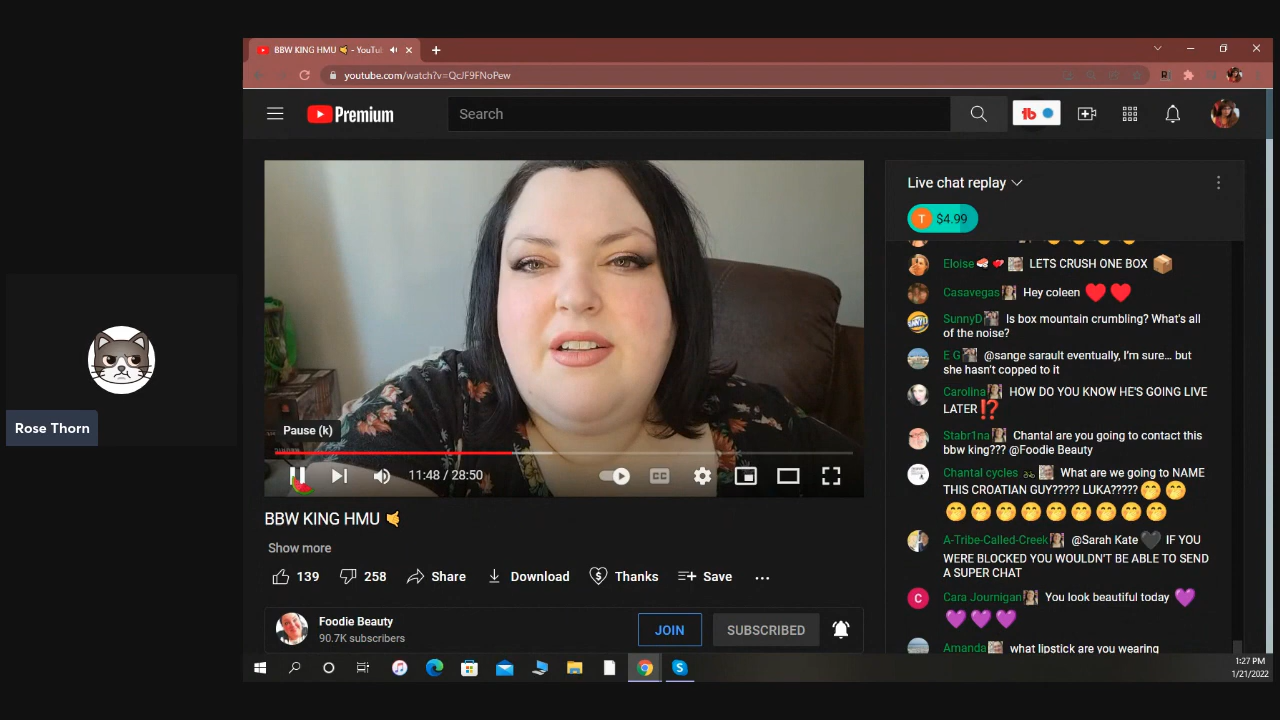 BBW KING HMU 🤙 - YouTu
youtube.com/watch?v=QcJF9FNoPew
Premium
Search
Live chat replay
T $4.99
Eloise LETS CRUSH ONE BOX 📦
Casavegas Hey coleen ♥️♥️
SunnyD Is box mountain crumbling? What's all
of the noise?
E G @sange sarault eventually, I'm sure... but
she hasn't copped to it
Carolina HOW DO YOU KNOW HE'S GOING LIVE
LATER⁉️
Stabr1na Chantal are you going to contact this
bbw king??? @Foodie Beauty
Chantal cycles What are we going to NAME
THIS CROATIAN GUY????? LUKA????? 🤭 🤭
🤭 🤭 🤭 🤭 🤭 🤭 🤭 🤭 🤭
A-Tribe-Called-Creek @Sarah Kate 🖤 IF YOU
WERE BLOCKED YOU WOULDN'T BE ABLE TO SEND
A SUPER CHAT
Cara Journigan You look beautiful today 💜
💜 💜 💜
Amanda what lipstick are you wearing
Pause (k)
11:48 / 28:50
CC
BBW KING HMU 🤙
Show more
139 258 Share Download Thanks Save ...
Foodie Beauty
90.7K subscribers
JOIN SUBSCRIBED
Rose Thorn
1:27 PM
1/21/2022